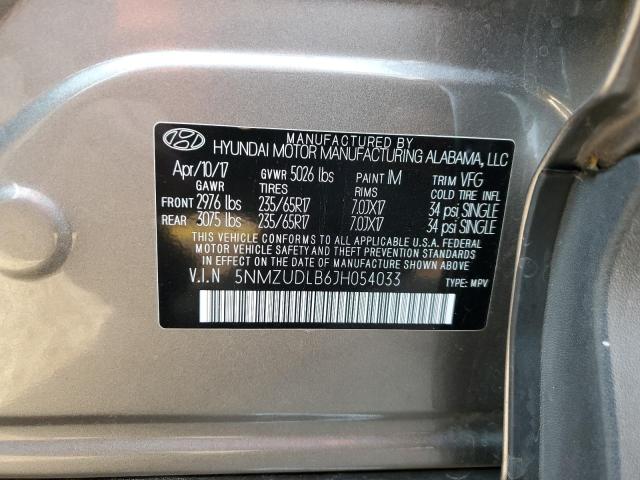 MANUFACTURED BY
HYUNDAI MOTOR MANUFACTURING ALABAMA, LLC
Apr/10/17 GVWR 5026 lbs PAINT IM TRIM VFG
GAWR TIRES RIMS COLD TIRE INFL
FRONT 2976 lbs 235/65R17 7.0JX17 34 psi SINGLE
REAR 3075 lbs 235/65R17 7.0JX17 34 psi SINGLE
THIS VEHICLE CONFORMS TO ALL APPLICABLE U.S.A. FEDERAL
MOTOR VEHICLE SAFETY AND THEFT PREVENTION STANDARDS
IN EFFECT ON THE DATE OF MANUFACTURE SHOWN ABOVE.
V.I.N 5NMZUDLB6JH054033 TYPE: MPV